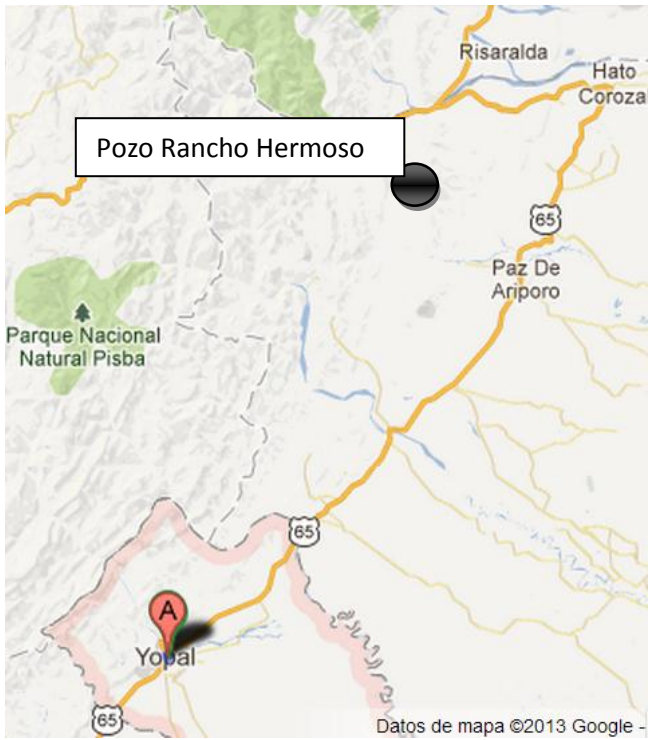 Risaralda
Hato
Corozal
Pozo Rancho Hermoso
65
Paz De
Ariporo
Parque Nacional
Natural Pisba
65
A
Yopal
65
Datos de mapa ©2013 Google -